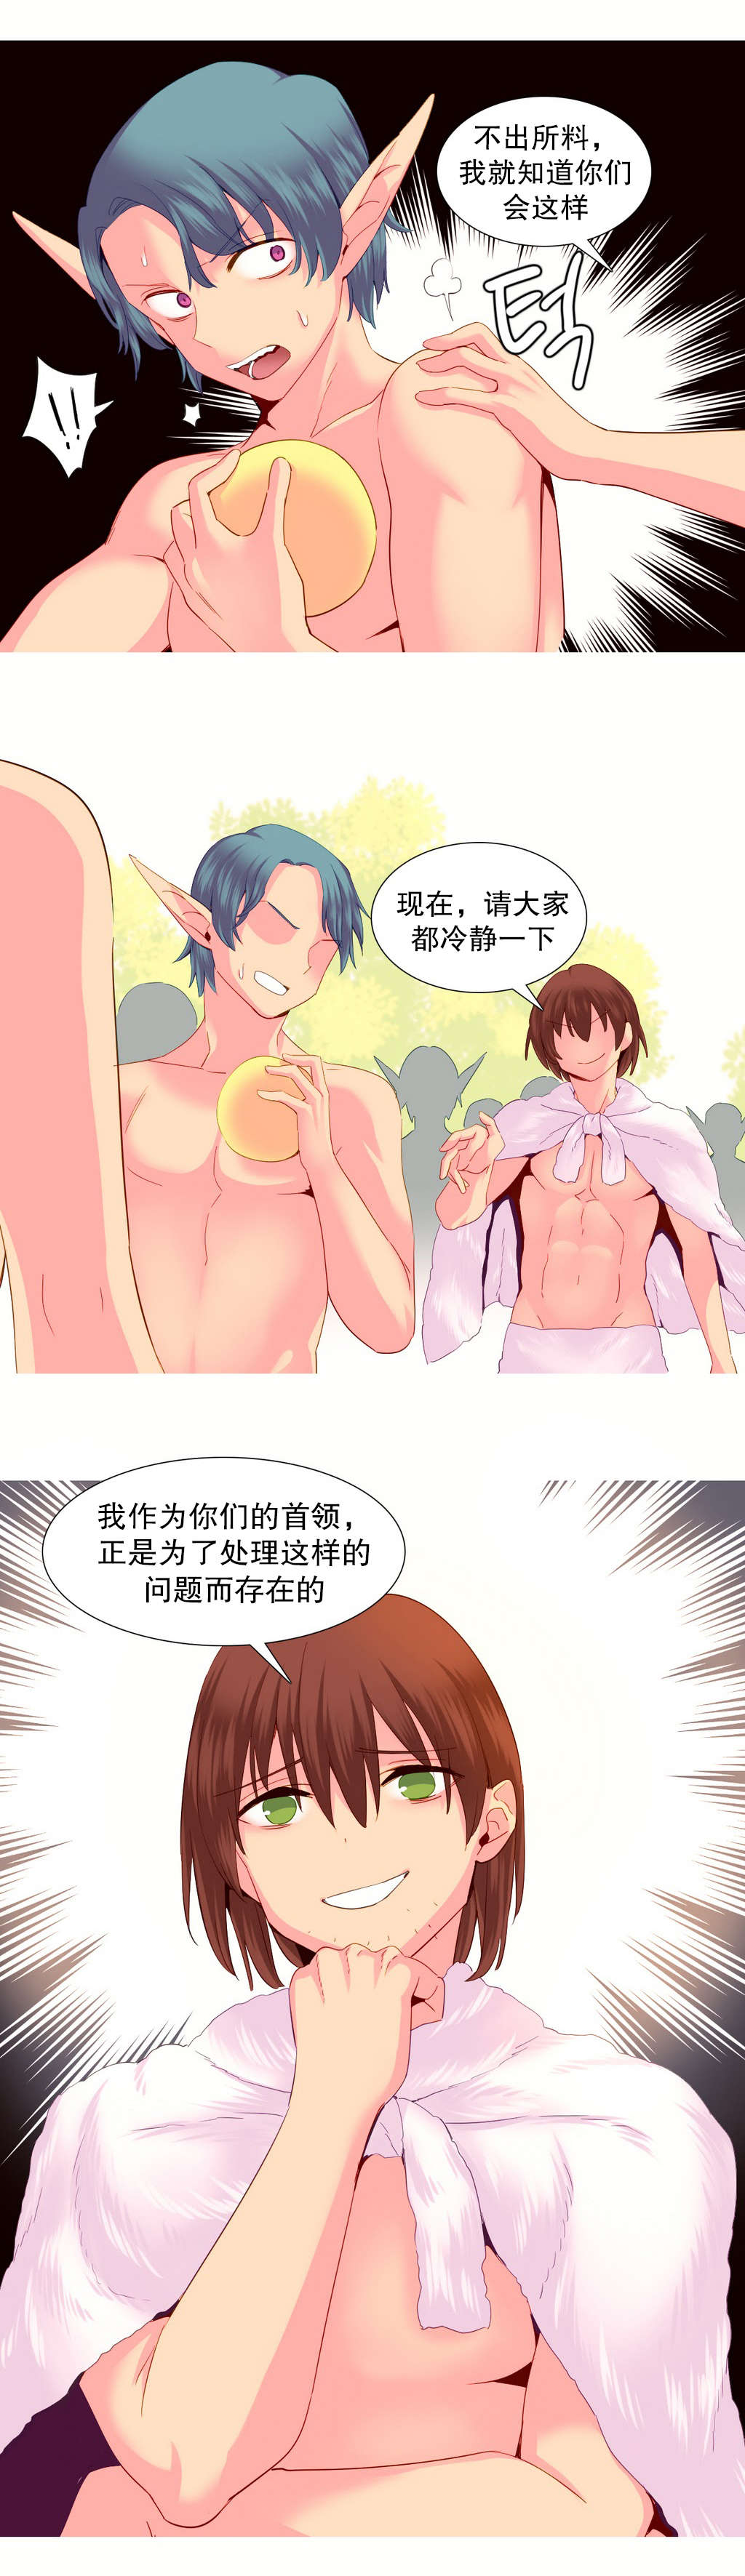 不出所料，
我就知道你们
会这样
턱
!!
现在，请大家
都冷静一下
我作为你们的首领，
正是为了处理这样的
问题而存在的